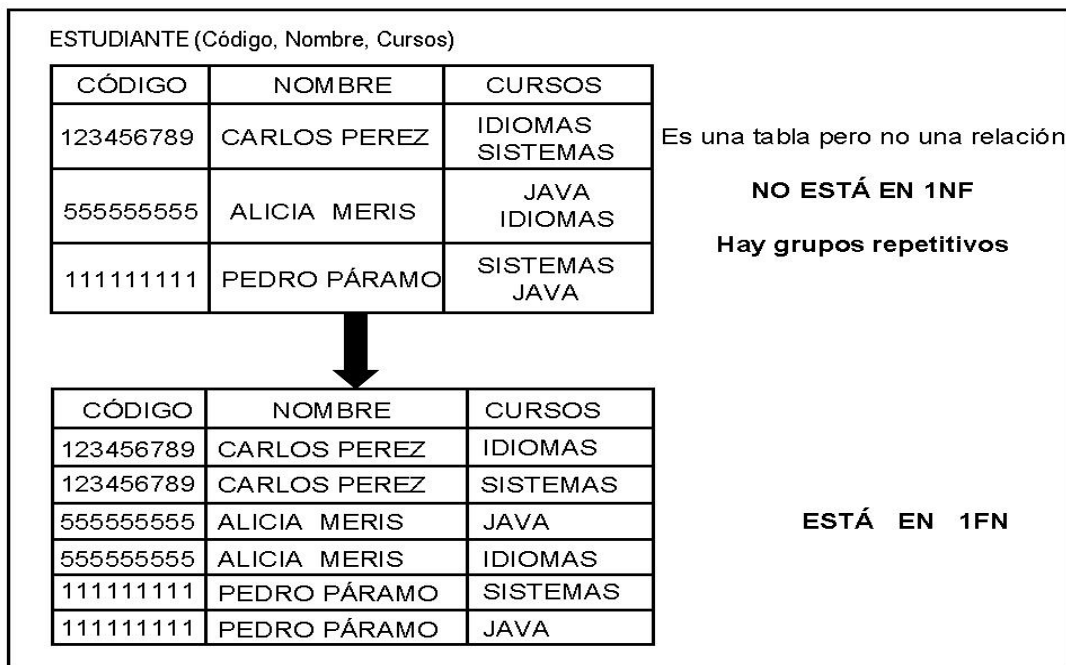 ESTUDIANTE (Código, Nombre, Cursos)
CÓDIGO NOMBRE CURSOS
123456789 CARLOS PEREZ IDIOMAS
SISTEMAS
555555555 ALICIA MERIS JAVA
IDIOMAS
111111111 PEDRO PÁRAMO SISTEMAS
JAVA
Es una tabla pero no una relación
NO ESTÁ EN 1NF
Hay grupos repetitivos
CÓDIGO NOMBRE CURSOS
123456789 CARLOS PEREZ IDIOMAS
123456789 CARLOS PEREZ SISTEMAS
555555555 ALICIA MERIS JAVA
555555555 ALICIA MERIS IDIOMAS
111111111 PEDRO PÁRAMO SISTEMAS
111111111 PEDRO PÁRAMO JAVA
ESTÁ EN 1FN